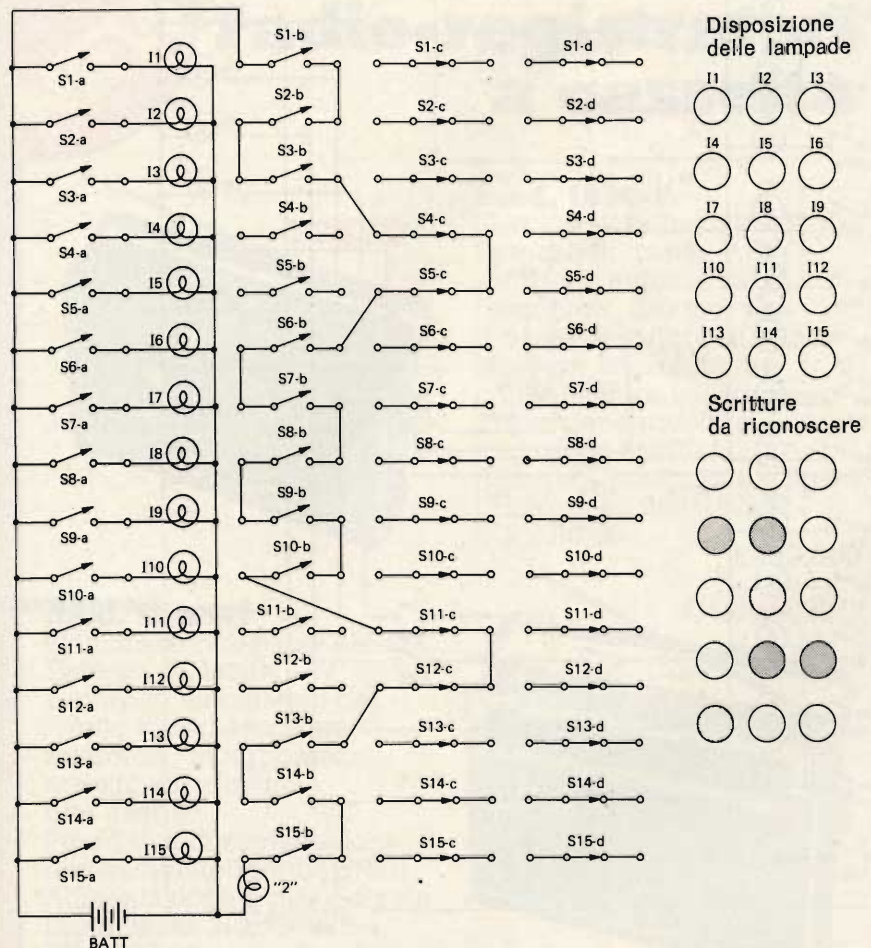 S1-a I1 S1-b S1-c S1-d
S2-a I2 S2-b S2-c S2-d
S3-a I3 S3-b S3-c S3-d
S4-a I4 S4-b S4-c S4-d
S5-a I5 S5-b S5-c S5-d
S6-a I6 S6-b S6-c S6-d
S7-a I7 S7-b S7-c S7-d
S8-a I8 S8-b S8-c S8-d
S9-a I9 S9-b S9-c S9-d
S10-a I10 S10-b S10-c S10-d
S11-a I11 S11-b S11-c S11-d
S12-a I12 S12-b S12-c S12-d
S13-a I13 S13-b S13-c S13-d
S14-a I14 S14-b S14-c S14-d
S15-a I15 S15-b S15-c S15-d
"2"
BATT
Disposizione
delle lampade
I1 I2 I3
I4 I5 I6
I7 I8 I9
I10 I11 I12
I13 I14 I15
Scritture
da riconoscere